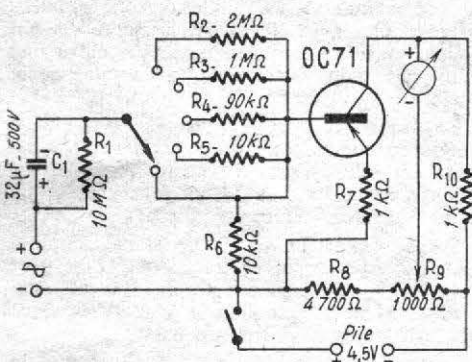 R2- 2MΩ
R3- 1MΩ
R4- 90kΩ
R5- 10kΩ
OC71
32µF. 500V
C1
R1
10MΩ
R6
10kΩ
R7
1kΩ
R10
1kΩ
R8
4700Ω
R9
1000Ω
Pile
4,5V